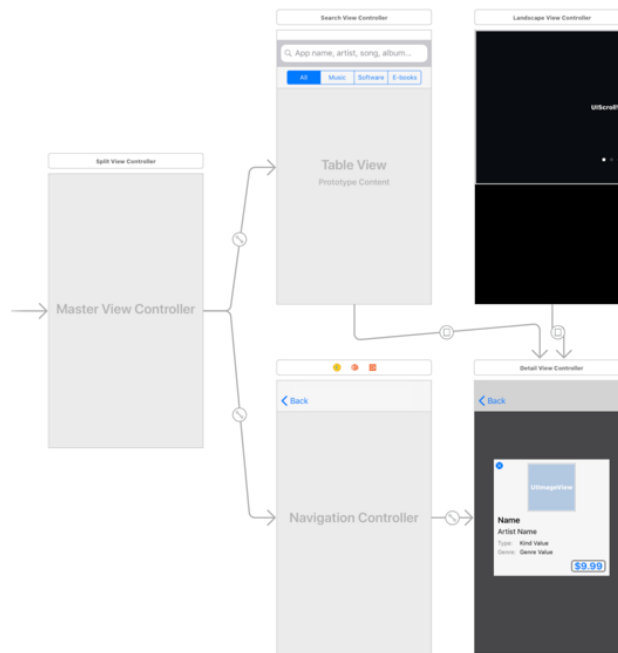 Search View Controller
Landscape View Controller
App name, artist, song, album...
All Music Software E-books
UIScroll
Split View Controller
Table View
Prototype Content
Master View Controller
Detail View Controller
Back
Back
UIImageView
Navigation Controller
Name
Artist Name
Type: Kind Value
Genre: Genre Value
$9.99